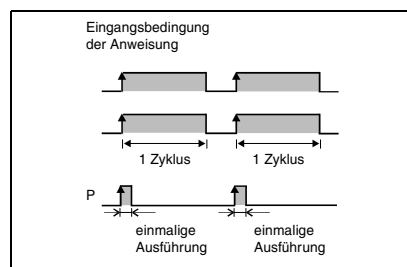 Eingangsbedingung
der Anweisung
1 Zyklus 1 Zyklus
P
einmalige einmalige
Ausführung Ausführung